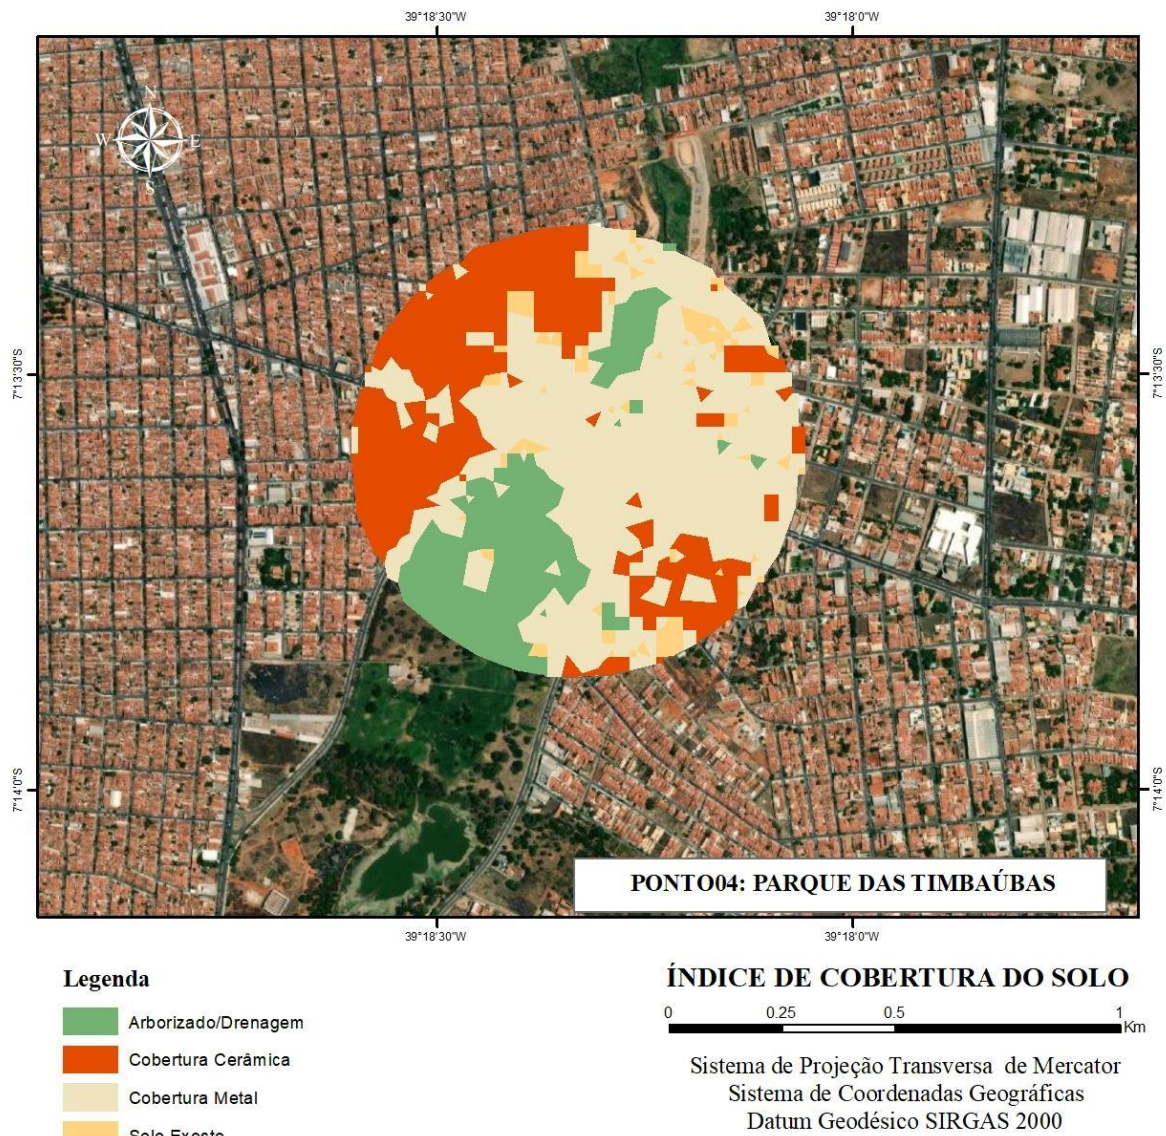 39°18'30"W
39°18'0"W
N
W
E
S
7°13'30"S
7°13'30"S
7°14'0"S
7°14'0"S
PONTO04: PARQUE DAS TIMBAÚBAS
39°18'30"W
39°18'0"W
Legenda
Arborizado/Drenagem
Cobertura Cerâmica
Cobertura Metal
Solo Exposto
ÍNDICE DE COBERTURA DO SOLO
0
0.25
0.5
1
Km
Sistema de Projeção Transversa de Mercator
Sistema de Coordenadas Geográficas
Datum Geodésico SIRGAS 2000